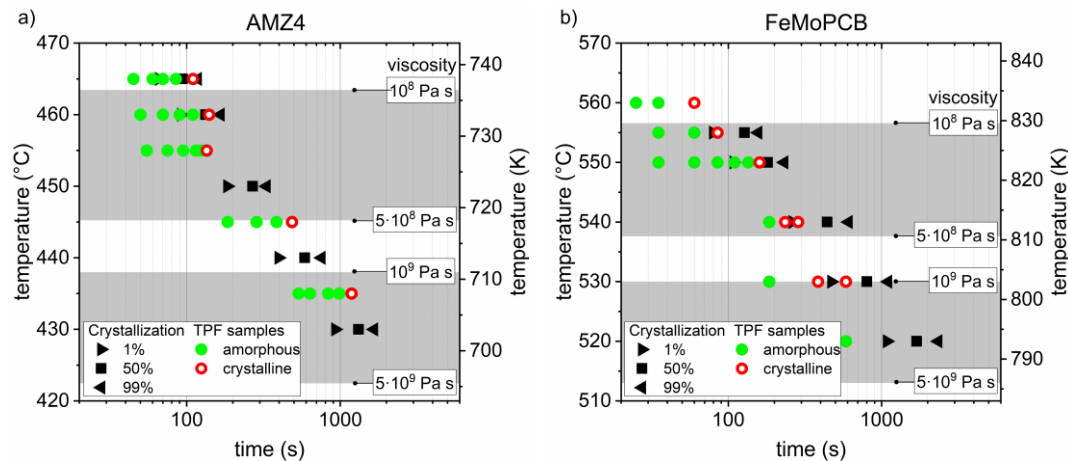 a)
AMZ4
temperature (°C)
470
460
450
440
430
420
100
1000
time (s)
740
730
720
710
700
temperature (K)
viscosity
10⁸ Pa s
5·10⁸ Pa s
10⁹ Pa s
5·10⁹ Pa s
Crystallization TPF samples
1% amorphous
50% crystalline
99%
b)
FeMoPCB
temperature (°C)
570
560
550
540
530
520
510
100
1000
time (s)
840
830
820
810
800
790
temperature (K)
viscosity
10⁸ Pa s
5·10⁸ Pa s
10⁹ Pa s
5·10⁹ Pa s
Crystallization TPF samples
1% amorphous
50% crystalline
99%